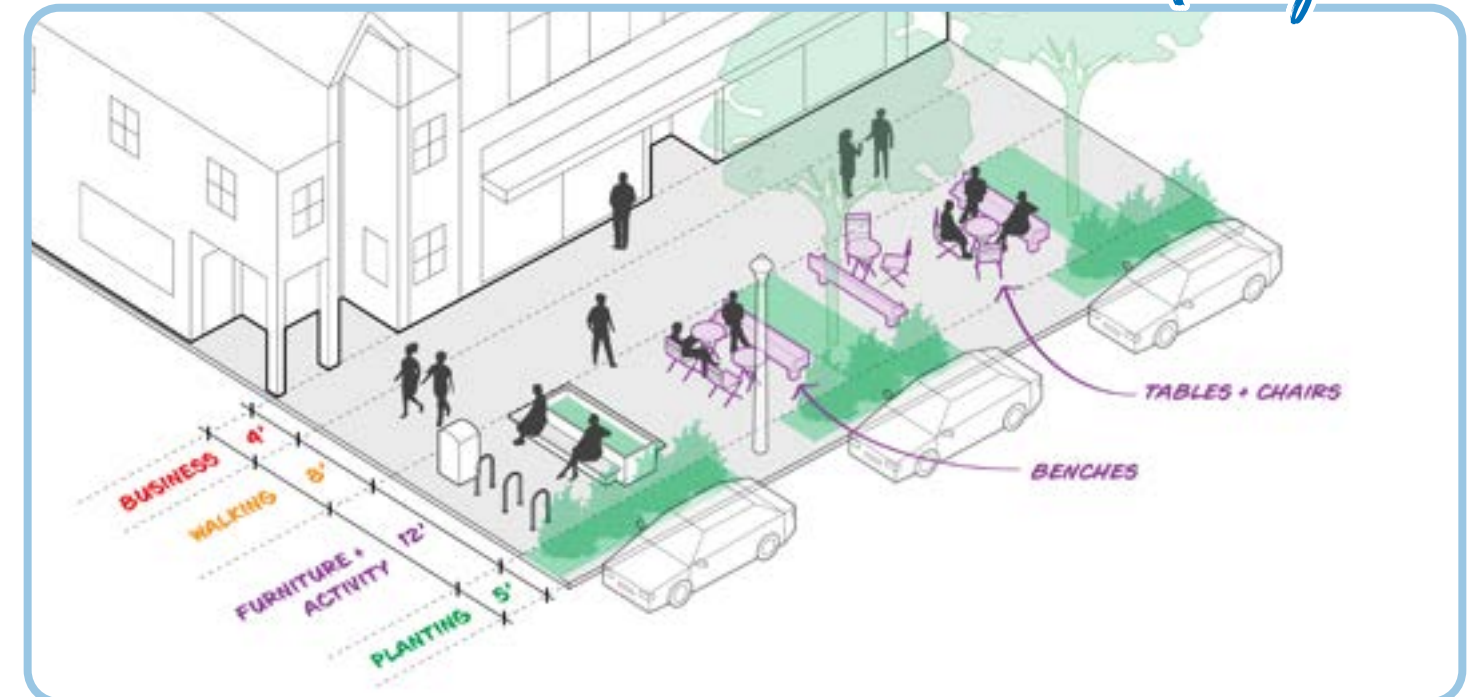 TABLES + CHAIRS
BENCHES
BUSINESS 4'
WALKING 8'
FURNITURE +
ACTIVITY 12'
PLANTING 5'